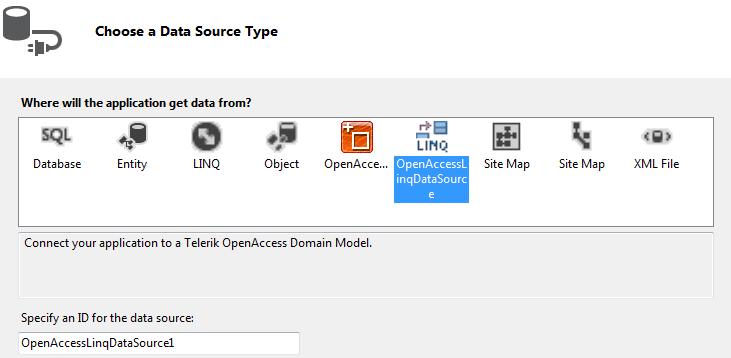 Choose a Data Source Type
Where will the application get data from?
SQL
LINQ
Database
Entity
LINQ
Object
OpenAcce...
OpenAccessL
inqDataSourc
e
Site Map
Site Map
XML File
Connect your application to a Telerik OpenAccess Domain Model.
Specify an ID for the data source:
OpenAccessLinqDataSource1